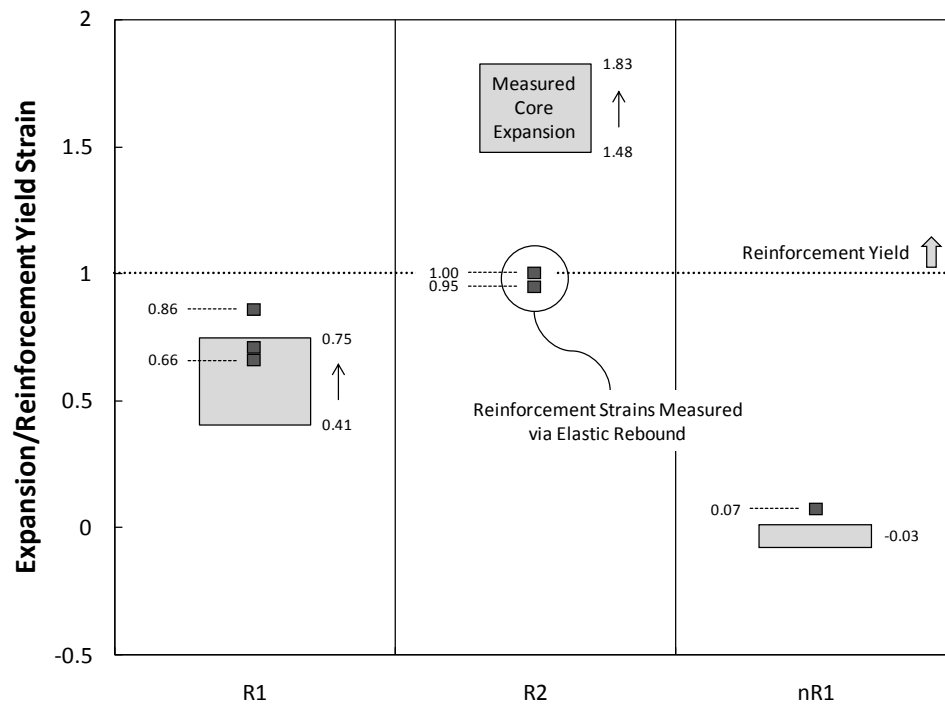 Expansion/Reinforcement Yield Strain
2
1.5
1
0.5
0
-0.5
Measured
Core
Expansion
1.83
1.48
Reinforcement Yield
1.00
0.95
0.86
0.66
0.75
0.41
Reinforcement Strains Measured
via Elastic Rebound
0.07
-0.03
R1
R2
nR1